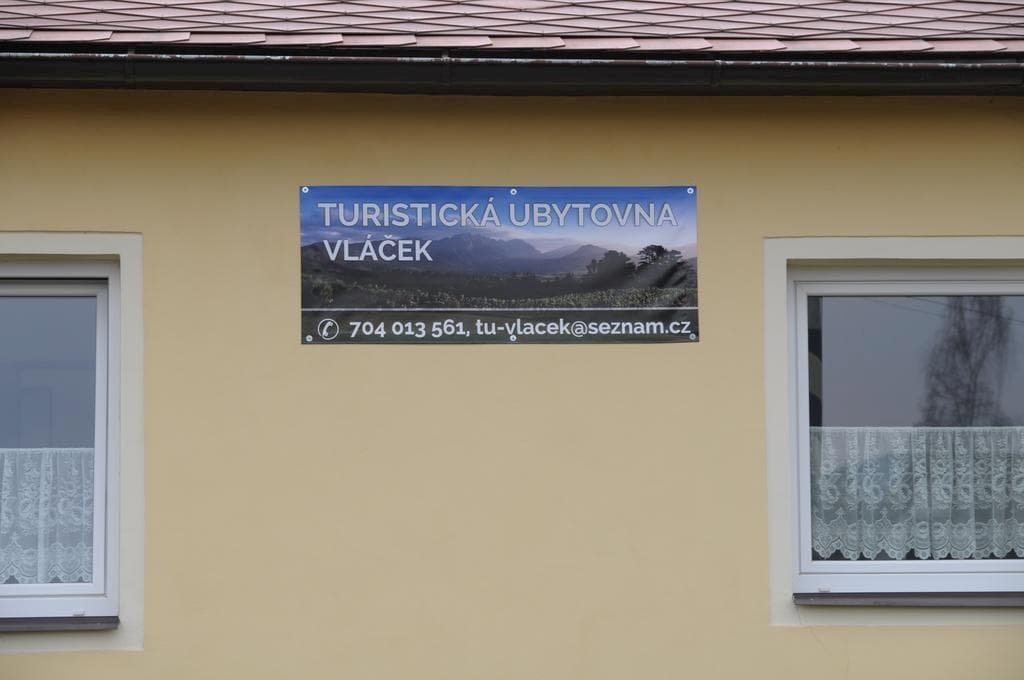 TURISTICKÁ UBYTOVNA
VLÁČEK
704 013 561, tu-vlacek@seznam.cz